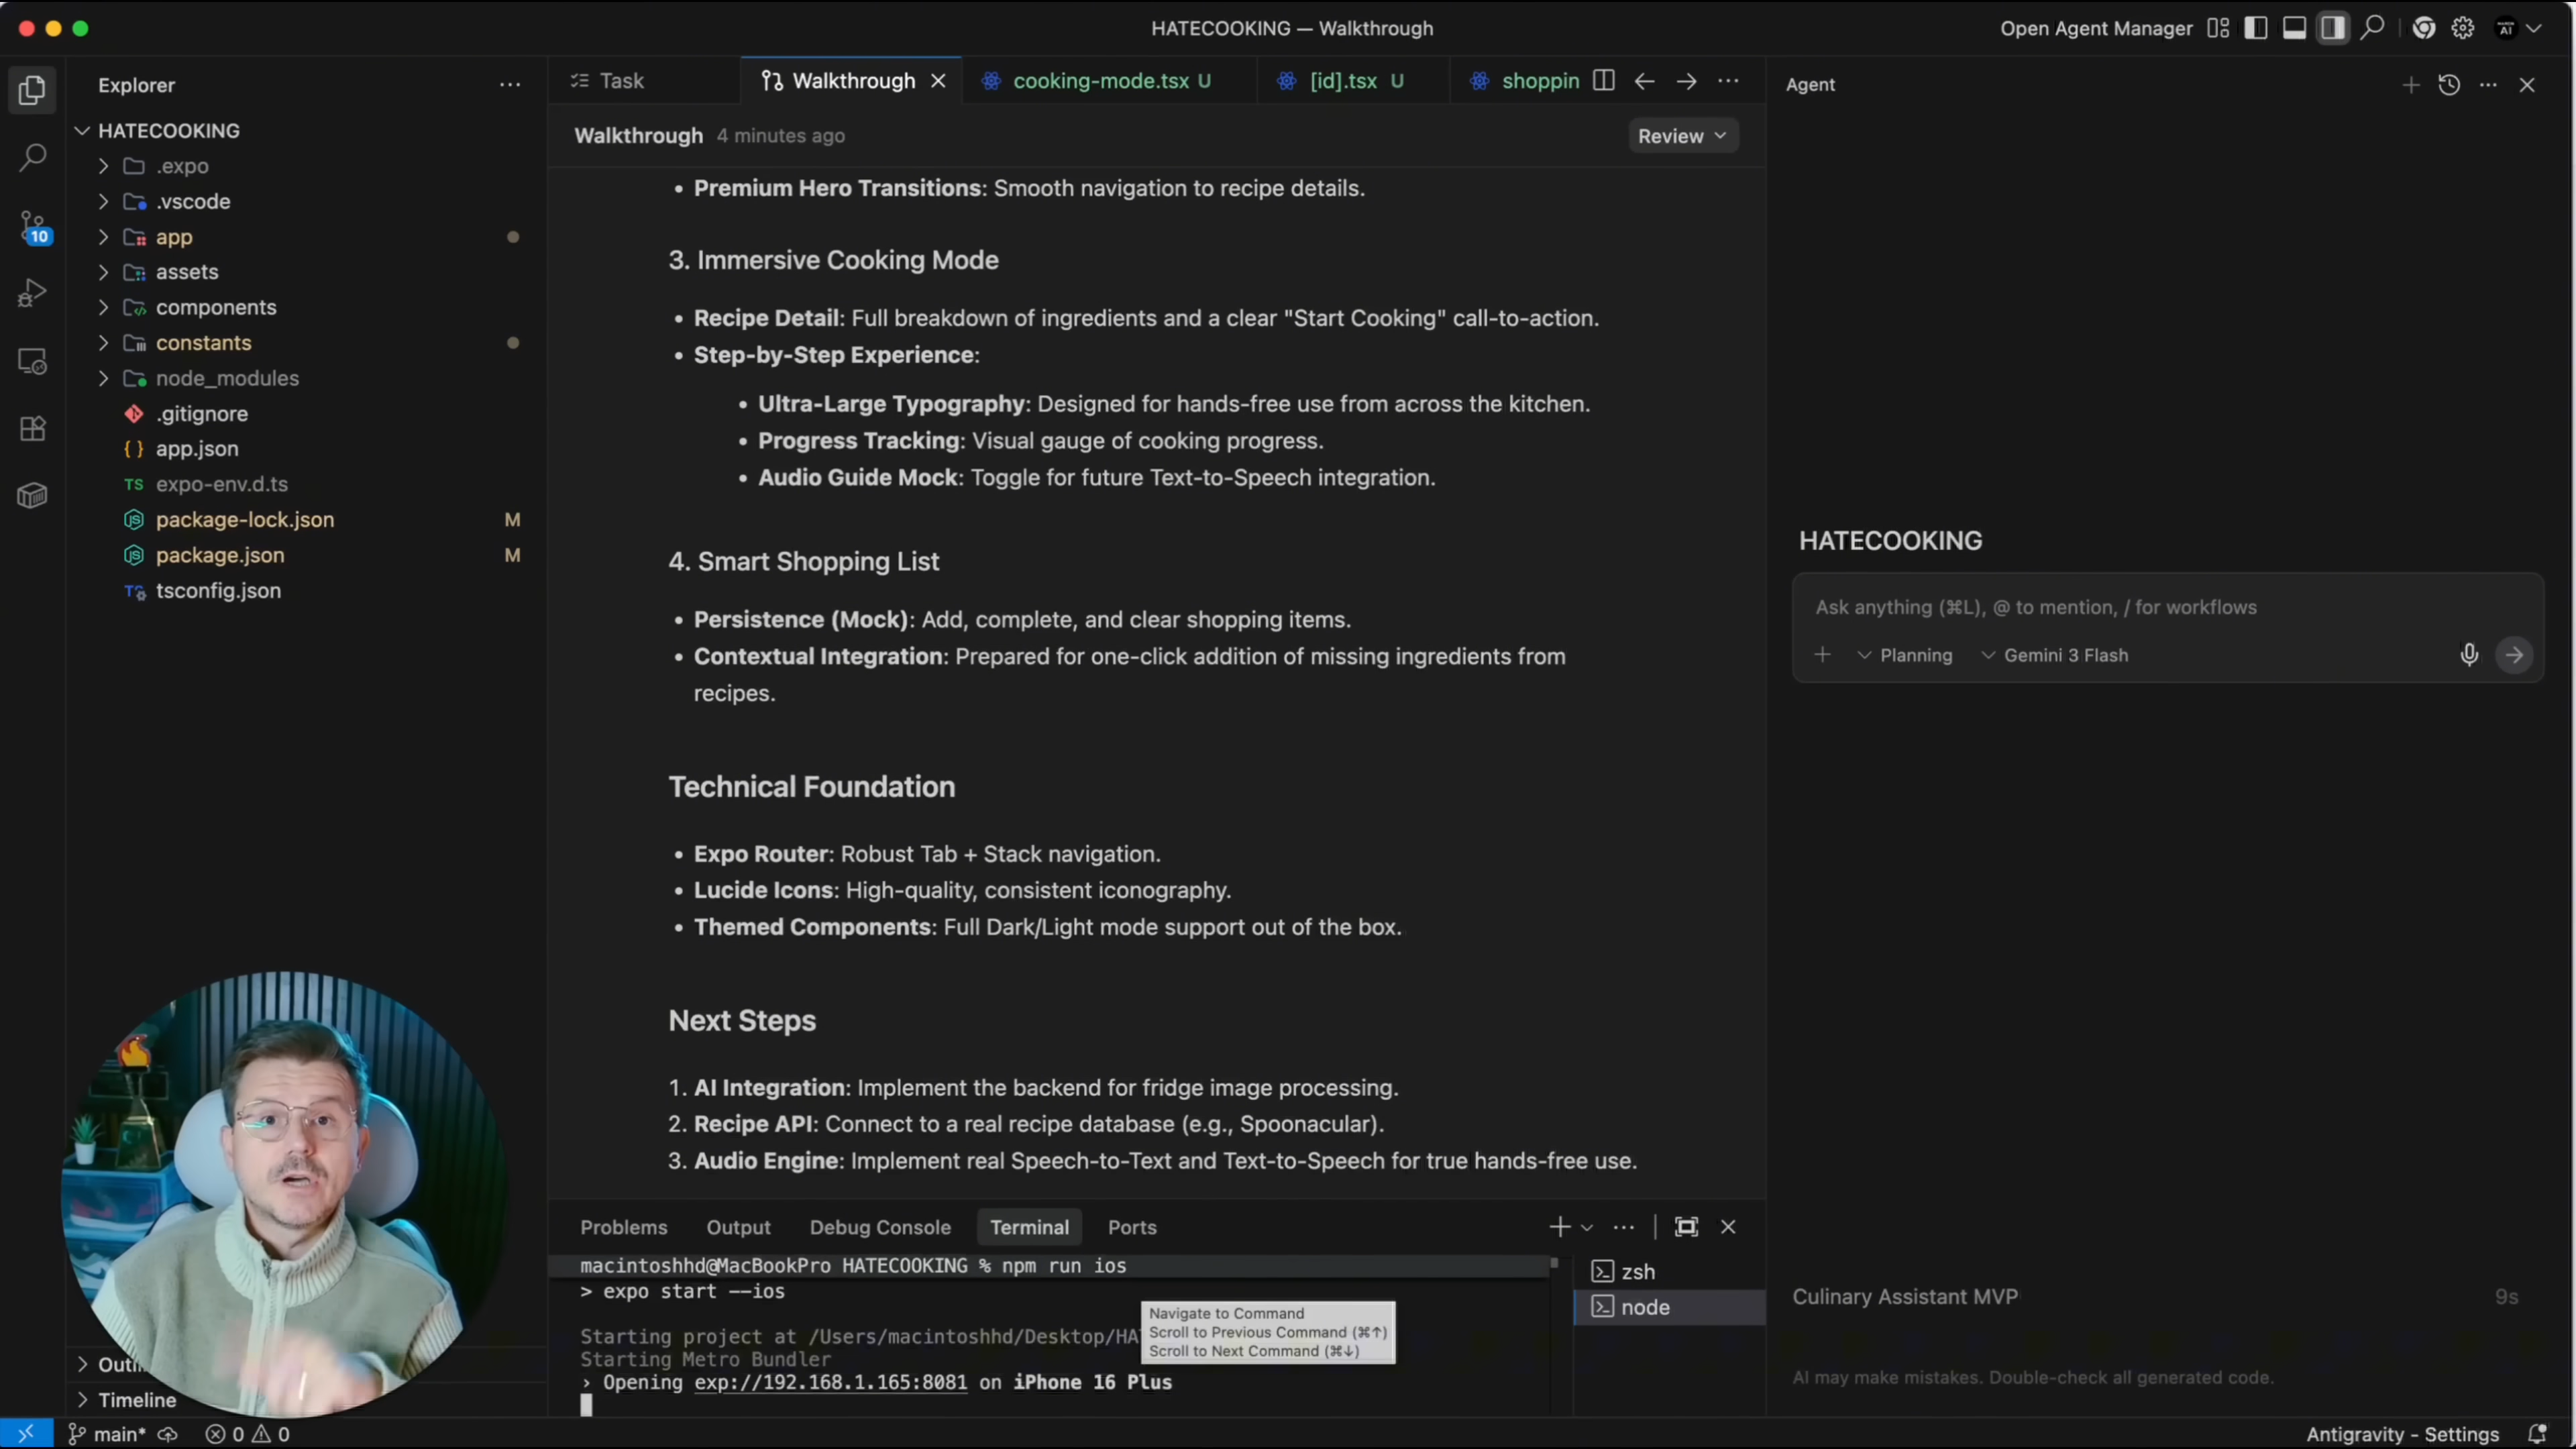 HATECOOKING — Walkthrough
Open Agent Manager
AI
Explorer
HATECOOKING
.expo
.vscode
app
assets
components
constants
node_modules
.gitignore
app.json
TS expo-env.d.ts
package-lock.json M
package.json M
tsconfig.json
10
Outl
Timeline
Task
Walkthrough
cooking-mode.tsx U
[id].tsx U
shoppin
Walkthrough 4 minutes ago
Review
• Premium Hero Transitions: Smooth navigation to recipe details.
3. Immersive Cooking Mode
• Recipe Detail: Full breakdown of ingredients and a clear "Start Cooking" call-to-action.
• Step-by-Step Experience:
• Ultra-Large Typography: Designed for hands-free use from across the kitchen.
• Progress Tracking: Visual gauge of cooking progress.
• Audio Guide Mock: Toggle for future Text-to-Speech integration.
4. Smart Shopping List
• Persistence (Mock): Add, complete, and clear shopping items.
• Contextual Integration: Prepared for one-click addition of missing ingredients from
recipes.
Technical Foundation
• Expo Router: Robust Tab + Stack navigation.
• Lucide Icons: High-quality, consistent iconography.
• Themed Components: Full Dark/Light mode support out of the box.
Next Steps
1. AI Integration: Implement the backend for fridge image processing.
2. Recipe API: Connect to a real recipe database (e.g., Spoonacular).
3. Audio Engine: Implement real Speech-to-Text and Text-to-Speech for true hands-free use.
Problems Output Debug Console Terminal Ports
macintoshhd@MacBookPro HATECOOKING % npm run ios
> expo start --ios
Starting project at /Users/macintoshhd/Desktop/HA
Starting Metro Bundler
› Opening exp://192.168.1.165:8081 on iPhone 16 Plus
Navigate to Command
Scroll to Previous Command (⌘↑)
Scroll to Next Command (⌘↓)
zsh
node
Agent
HATECOOKING
Ask anything (⌘L), @ to mention, / for workflows
Planning
Gemini 3 Flash
Culinary Assistant MVP 9s
AI may make mistakes. Double-check all generated code.
main*
0
0
Antigravity - Settings